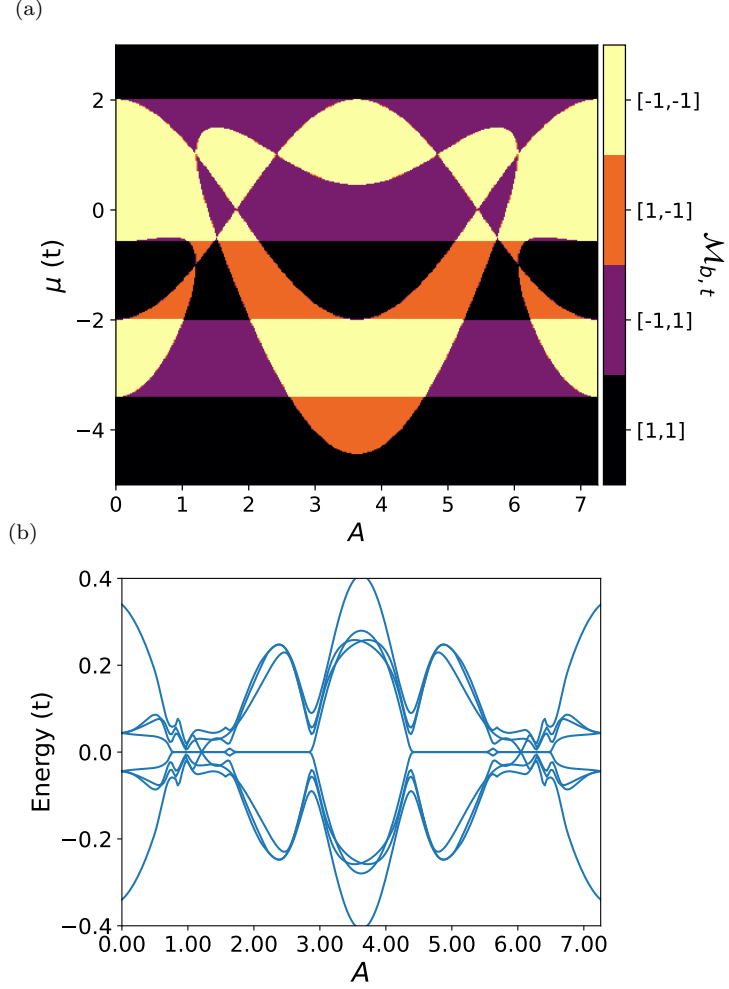 (a)
2
0
−2
−4
μ (t)
0 1 2 3 4 5 6 7
A
[-1,-1]
[1,-1]
[-1,1]
[1,1]
ℳb,t
(b)
0.4
0.2
0.0
−0.2
−0.4
Energy (t)
0.00 1.00 2.00 3.00 4.00 5.00 6.00 7.00
A